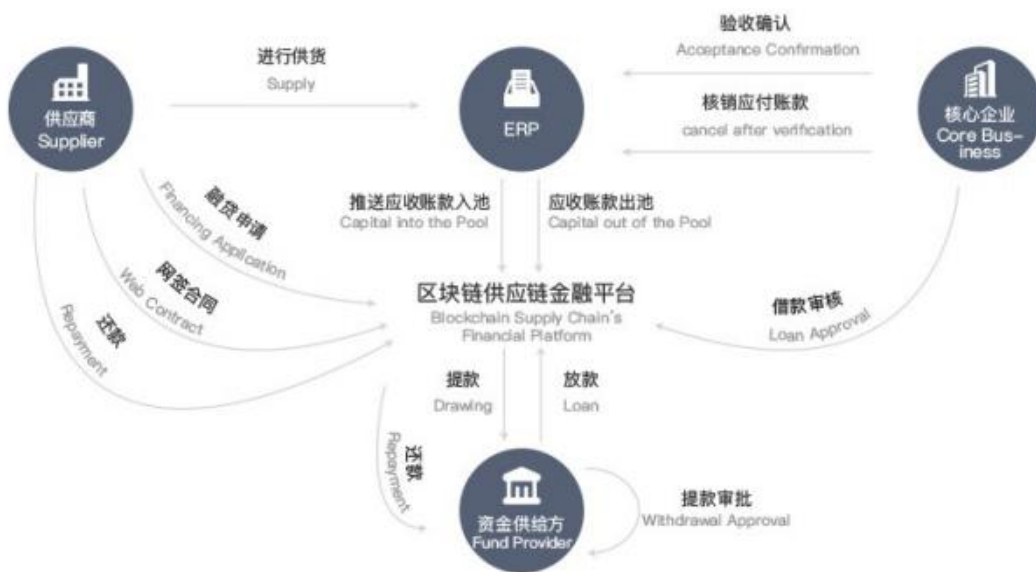 进行供货
Supply
验收确认
Acceptance Confirmation
核销应付账款
cancel after verification
供应商
Supplier
ERP
核心企业
Core Bus-
iness
推送应收账款入池
Capital into the Pool
应收账款出池
Capital out of the Pool
融贷申请
Financing Application
网签合同
Web Contract
还款
Repayment
区块链供应链金融平台
Blockchain Supply Chain's
Financial Platform
借款审核
Loan Approval
提款
Drawing
放款
Loan
还款
Repayment
资金供给方
Fund Provider
提款审批
Withdrawal Approval